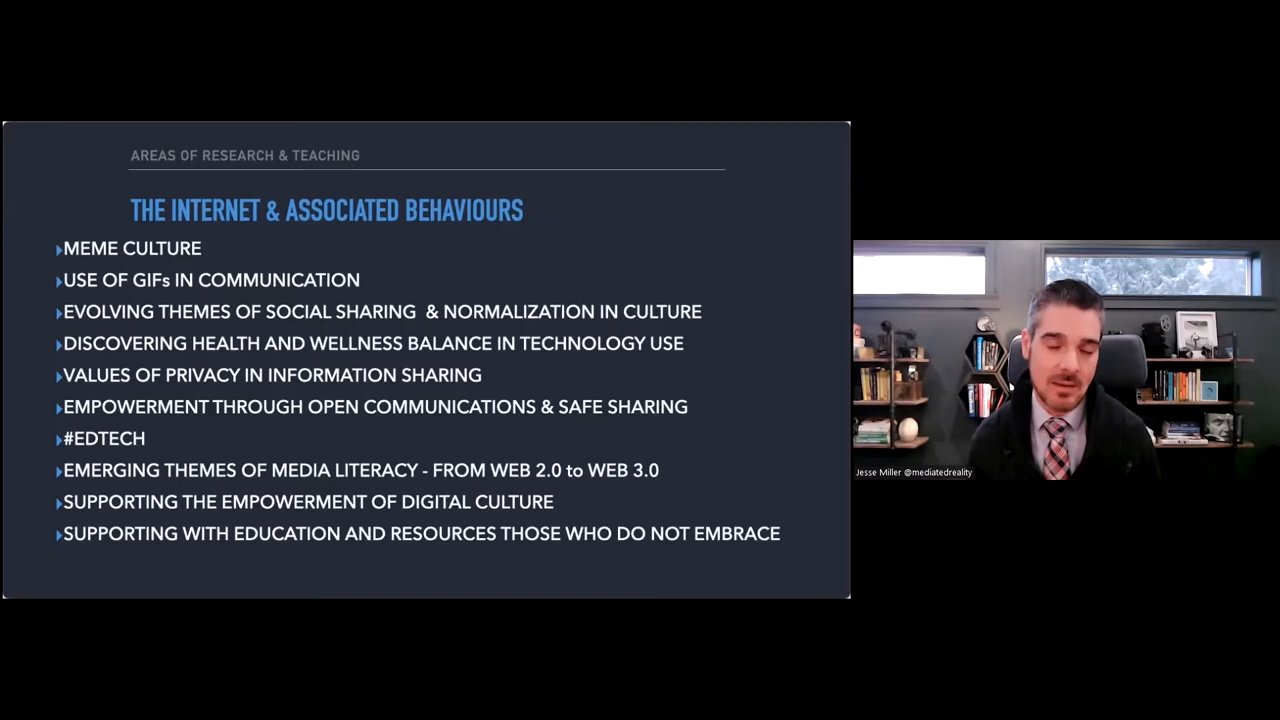 AREAS OF RESEARCH & TEACHING
THE INTERNET & ASSOCIATED BEHAVIOURS
MEME CULTURE
USE OF GIFs IN COMMUNICATION
EVOLVING THEMES OF SOCIAL SHARING & NORMALIZATION IN CULTURE
DISCOVERING HEALTH AND WELLNESS BALANCE IN TECHNOLOGY USE
VALUES OF PRIVACY IN INFORMATION SHARING
EMPOWERMENT THROUGH OPEN COMMUNICATIONS & SAFE SHARING
#EDTECH
EMERGING THEMES OF MEDIA LITERACY - FROM WEB 2.0 to WEB 3.0
SUPPORTING THE EMPOWERMENT OF DIGITAL CULTURE
SUPPORTING WITH EDUCATION AND RESOURCES THOSE WHO DO NOT EMBRACE
Jesse Miller @mediatedreality